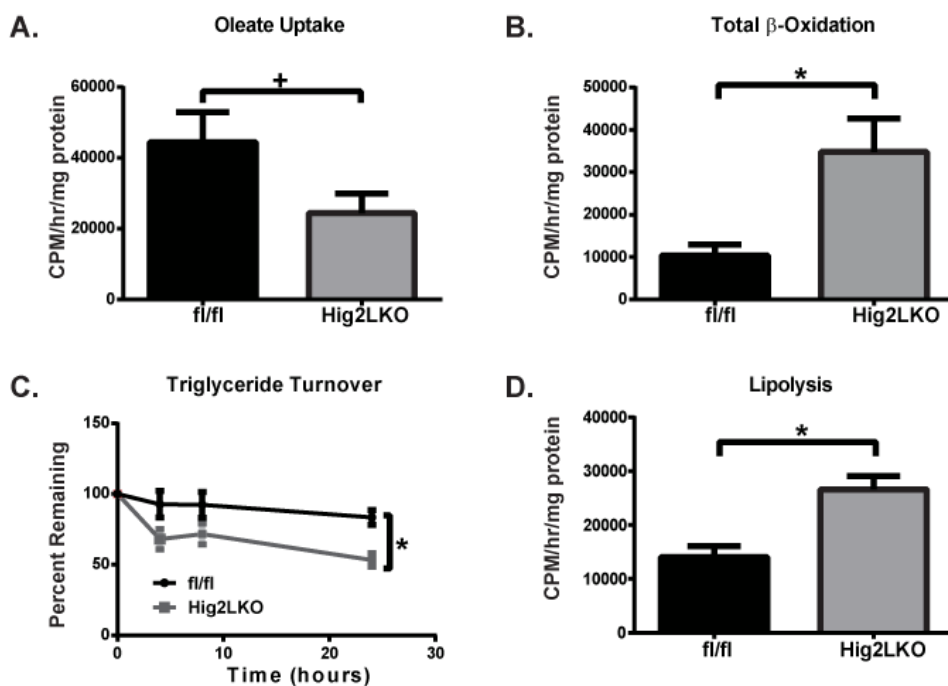 A.
Oleate Uptake
CPM/hr/mg protein
60000
40000
20000
0
+
fl/fl
Hig2LKO
B.
Total β-Oxidation
CPM/hr/mg protein
50000
40000
30000
20000
10000
0
*
fl/fl
Hig2LKO
C.
Triglyceride Turnover
Percent Remaining
150
100
50
0
*
fl/fl
Hig2LKO
0 10 20 30
Time (hours)
D.
Lipolysis
CPM/hr/mg protein
40000
30000
20000
10000
0
*
fl/fl
Hig2LKO